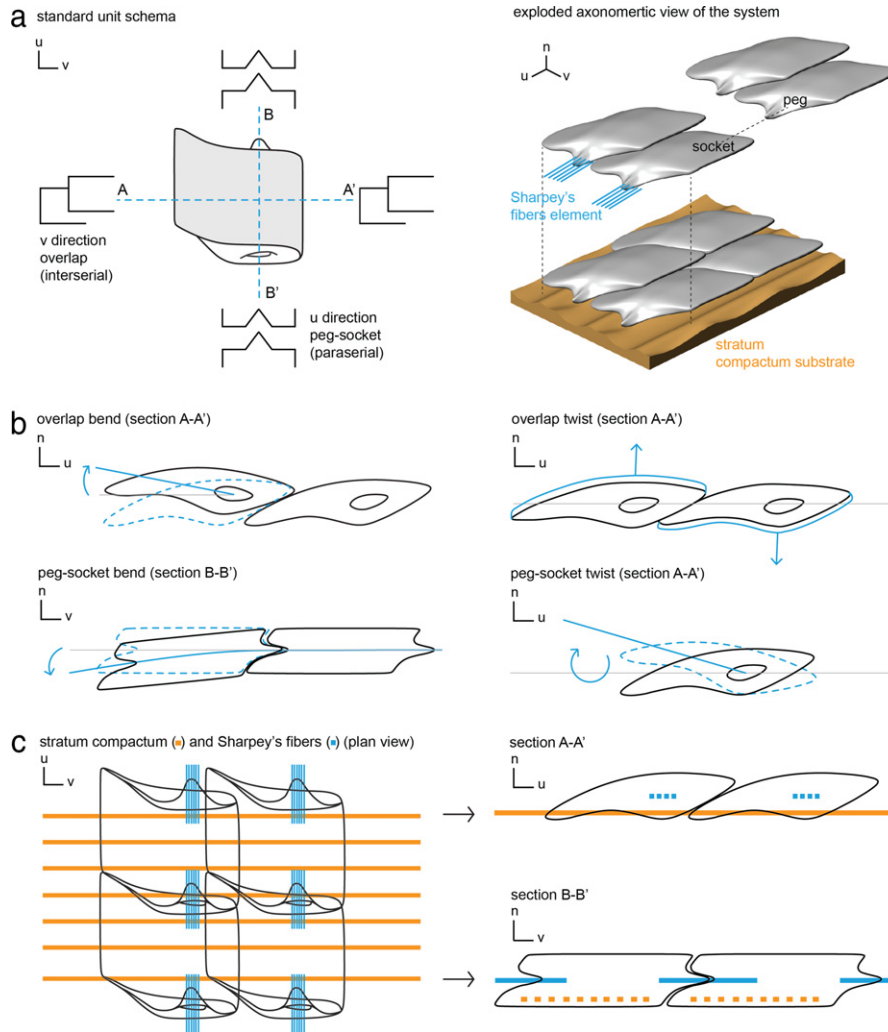 a
standard unit schema
u
v
B
A
A'
v direction
overlap
(interserial)
B'
u direction
peg-socket
(paraserial)
exploded axonomertic view of the system
n
u
v
peg
socket
Sharpey's
fibers element
stratum
compactum substrate
b
overlap bend (section A-A')
n
u
overlap twist (section A-A')
n
u
peg-socket bend (section B-B')
n
v
peg-socket twist (section A-A')
n
u
c
stratum compactum (▪) and Sharpey's fibers (▪) (plan view)
u
v
section A-A'
n
u
section B-B'
n
v